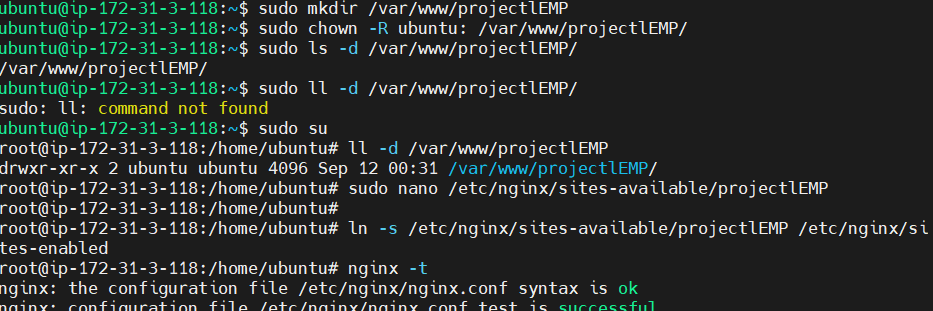 ubuntu@ip-172-31-3-118:~$ sudo mkdir /var/www/projectlEMP
ubuntu@ip-172-31-3-118:~$ sudo chown -R ubuntu: /var/www/projectlEMP/
ubuntu@ip-172-31-3-118:~$ sudo ls -d /var/www/projectlEMP/
/var/www/projectlEMP/
ubuntu@ip-172-31-3-118:~$ sudo ll -d /var/www/projectlEMP/
sudo: ll: command not found
ubuntu@ip-172-31-3-118:~$ sudo su
root@ip-172-31-3-118:/home/ubuntu# ll -d /var/www/projectlEMP
drwxr-xr-x 2 ubuntu ubuntu 4096 Sep 12 00:31 /var/www/projectlEMP/
root@ip-172-31-3-118:/home/ubuntu# sudo nano /etc/nginx/sites-available/projectlEMP
root@ip-172-31-3-118:/home/ubuntu#
root@ip-172-31-3-118:/home/ubuntu# ln -s /etc/nginx/sites-available/projectlEMP /etc/nginx/si
tes-enabled
root@ip-172-31-3-118:/home/ubuntu# nginx -t
nginx: the configuration file /etc/nginx/nginx.conf syntax is ok
nginx: configuration file /etc/nginx/nginx.conf test is successful